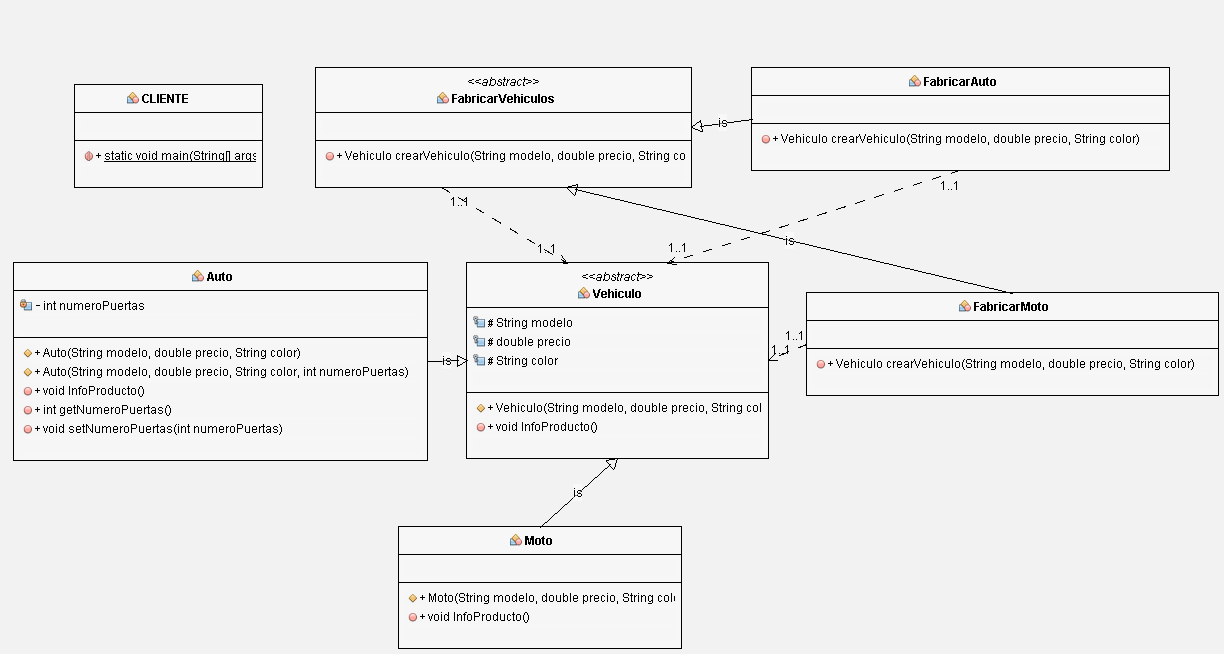 CLIENTE
+ static void main(String[] args
<<abstract>>
FabricarVehiculos
+ Vehiculo crearVehiculo(String modelo, double precio, String co
FabricarAuto
+ Vehiculo crearVehiculo(String modelo, double precio, String color)
is
1..1
1..1
1..1
1..1
is
Auto
- int numeroPuertas
+ Auto(String modelo, double precio, String color)
+ Auto(String modelo, double precio, String color, int numeroPuertas)
+ void InfoProducto()
+ int getNumeroPuertas()
+ void setNumeroPuertas(int numeroPuertas)
is
<<abstract>>
Vehiculo
# String modelo
# double precio
# String color
+ Vehiculo(String modelo, double precio, String col
+ void InfoProducto()
1..1
1..1
FabricarMoto
+ Vehiculo crearVehiculo(String modelo, double precio, String color)
is
Moto
+ Moto(String modelo, double precio, String col
+ void InfoProducto()